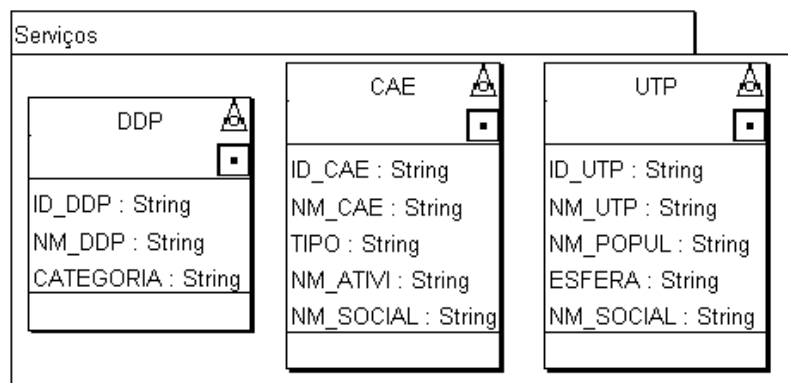 Serviços
DDP
ID_DDP : String
NM_DDP : String
CATEGORIA : String
CAE
ID_CAE : String
NM_CAE : String
TIPO : String
NM_ATIVI : String
NM_SOCIAL : String
UTP
ID_UTP : String
NM_UTP : String
NM_POPUL : String
ESFERA : String
NM_SOCIAL : String